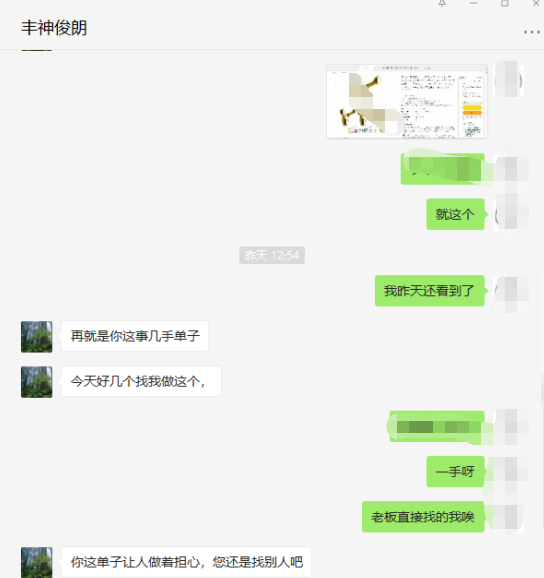 丰神俊朗
就这个
昨天 12:54
我昨天还看到了
再就是你这事几手单子
今天好几个找我做这个，
一手呀
老板直接找的我唉
你这单子让人做着担心，您还是找别人吧